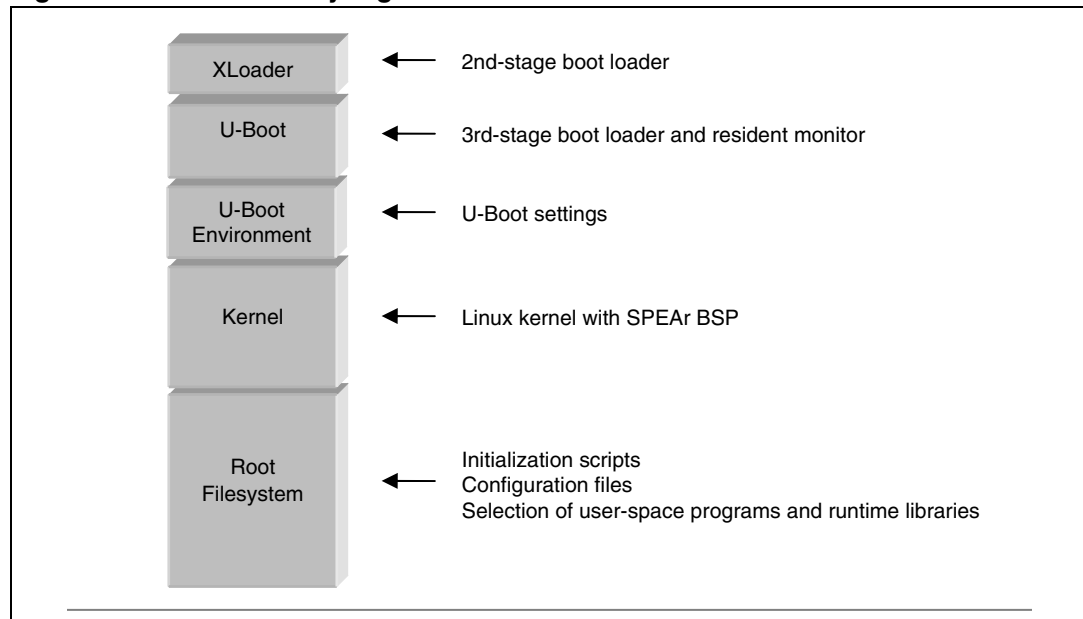 XLoader
2nd-stage boot loader
U-Boot
3rd-stage boot loader and resident monitor
U-Boot
Environment
U-Boot settings
Kernel
Linux kernel with SPEAr BSP
Root
Filesystem
Initialization scripts
Configuration files
Selection of user-space programs and runtime libraries